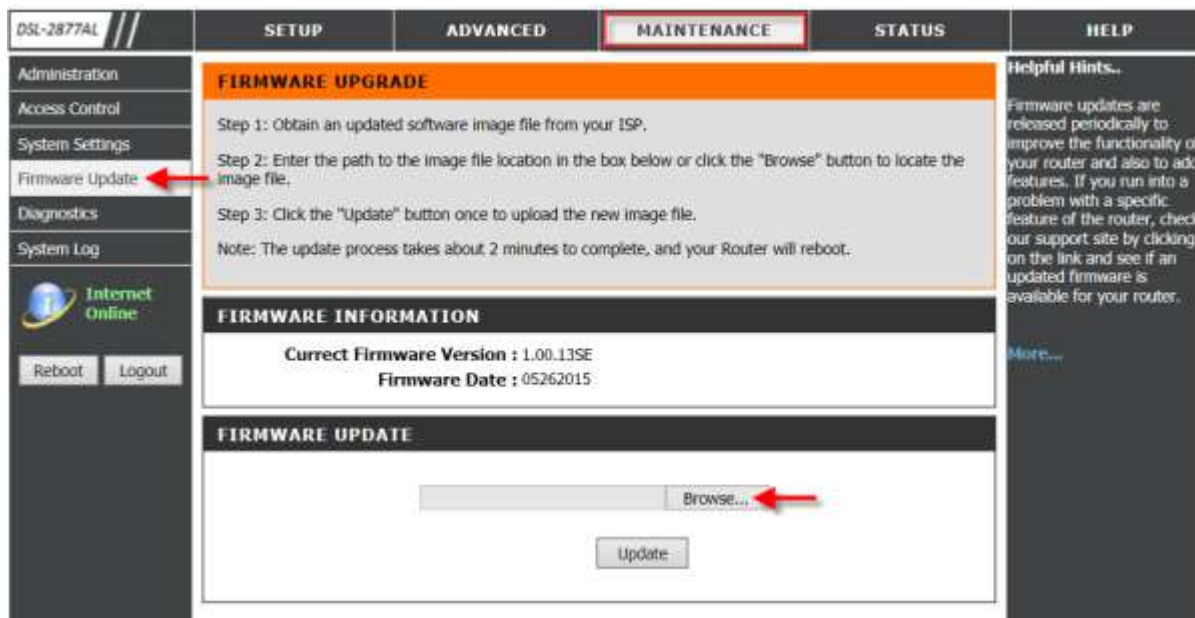 DSL-2877AL
SETUP
ADVANCED
MAINTENANCE
STATUS
HELP
Administration
Access Control
System Settings
Firmware Update
Diagnostics
System Log
Internet
Online
Reboot
Logout
FIRMWARE UPGRADE
Step 1: Obtain an updated software image file from your ISP.
Step 2: Enter the path to the image file location in the box below or click the "Browse" button to locate the
image file.
Step 3: Click the "Update" button once to upload the new image file.
Note: The update process takes about 2 minutes to complete, and your Router will reboot.
FIRMWARE INFORMATION
Currect Firmware Version : 1.00.13SE
Firmware Date : 05262015
FIRMWARE UPDATE
Browse...
Update
Helpful Hints..
Firmware updates are
released periodically to
improve the functionality o
your router and also to add
features. If you run into a
problem with a specific
feature of the router, check
our support site by clicking
on the link and see if an
updated firmware is
available for your router.
More...